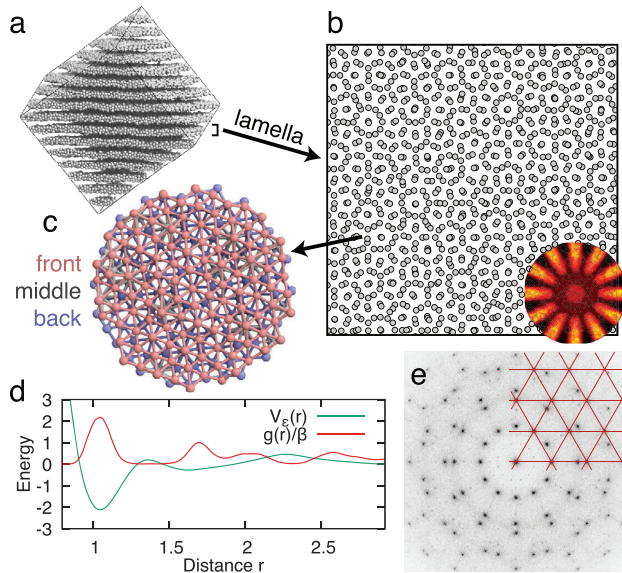 a
lamella
b
c
front
middle
back
d
3
2
1
0
-1
-2
-3
Energy
Vε(r)
g(r)/β
1
1.5
2
2.5
Distance r
e